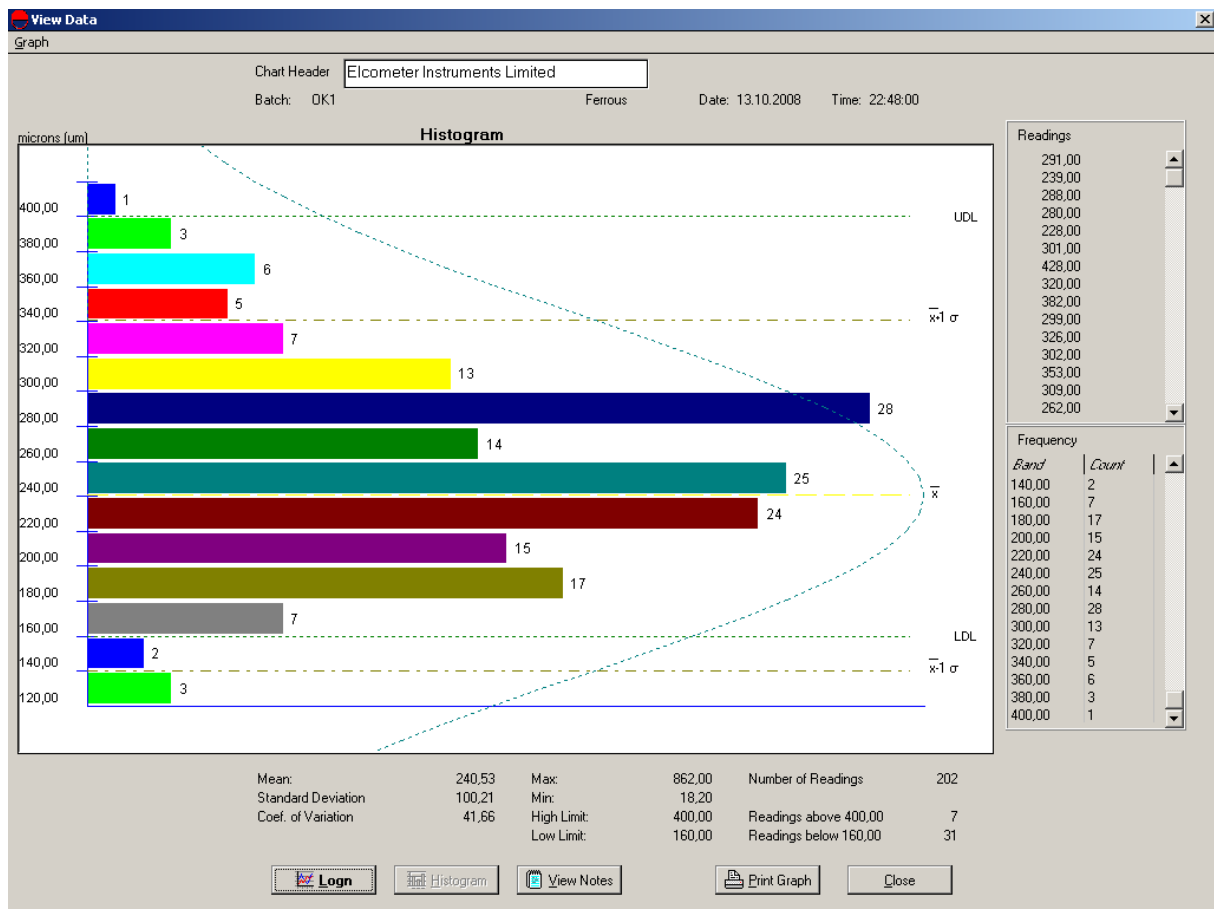 View Data
Graph
Chart Header Elcometer Instruments Limited
Batch: OK1 Ferrous Date: 13.10.2008 Time: 22:48:00
microns (um) Histogram
400,00 1
UDL
380,00 3
360,00 6
340,00 5
x+1 σ
320,00 7
300,00 13
280,00 28
260,00 14
240,00 25
x
220,00 24
200,00 15
180,00 17
160,00 7
LDL
140,00 2
x-1 σ
120,00 3
Readings
291,00
239,00
288,00
280,00
228,00
301,00
428,00
320,00
382,00
299,00
326,00
302,00
353,00
309,00
262,00
Frequency
Band Count
140,00 2
160,00 7
180,00 17
200,00 15
220,00 24
240,00 25
260,00 14
280,00 28
300,00 13
320,00 7
340,00 5
360,00 6
380,00 3
400,00 1
Mean: 240,53 Max: 862,00 Number of Readings 202
Standard Deviation 100,21 Min: 18,20
Coef. of Variation 41,66 High Limit: 400,00 Readings above 400,00 7
Low Limit: 160,00 Readings below 160,00 31
Logn Histogram View Notes Print Graph Close